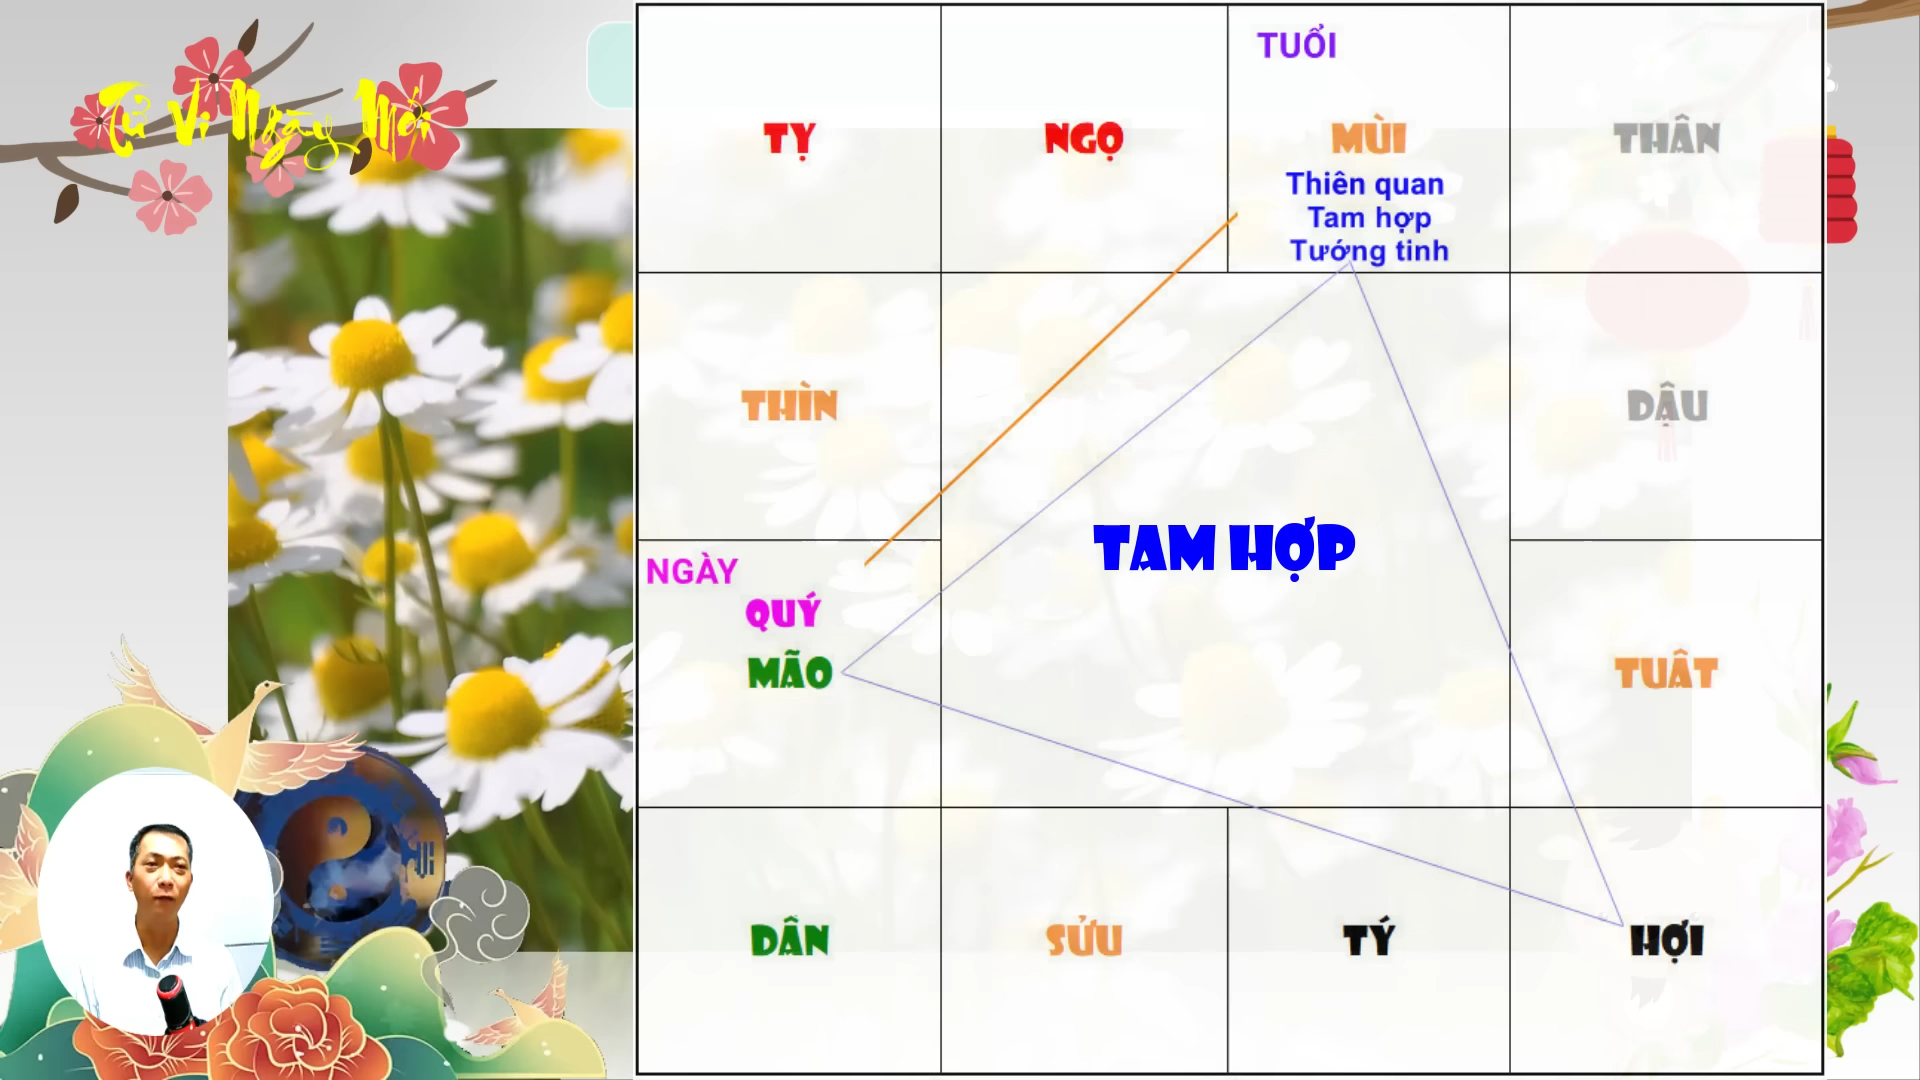 Tử Vi Ngày Mới
TUỔI
TỴ
NGỌ
MÙI
THÂN
Thiên quan
Tam hợp
Tướng tinh
THÌN
DẬU
TAM HỢP
NGÀY
QUÝ
MÃO
TUẤT
DẦN
SỬU
TÝ
HỢI